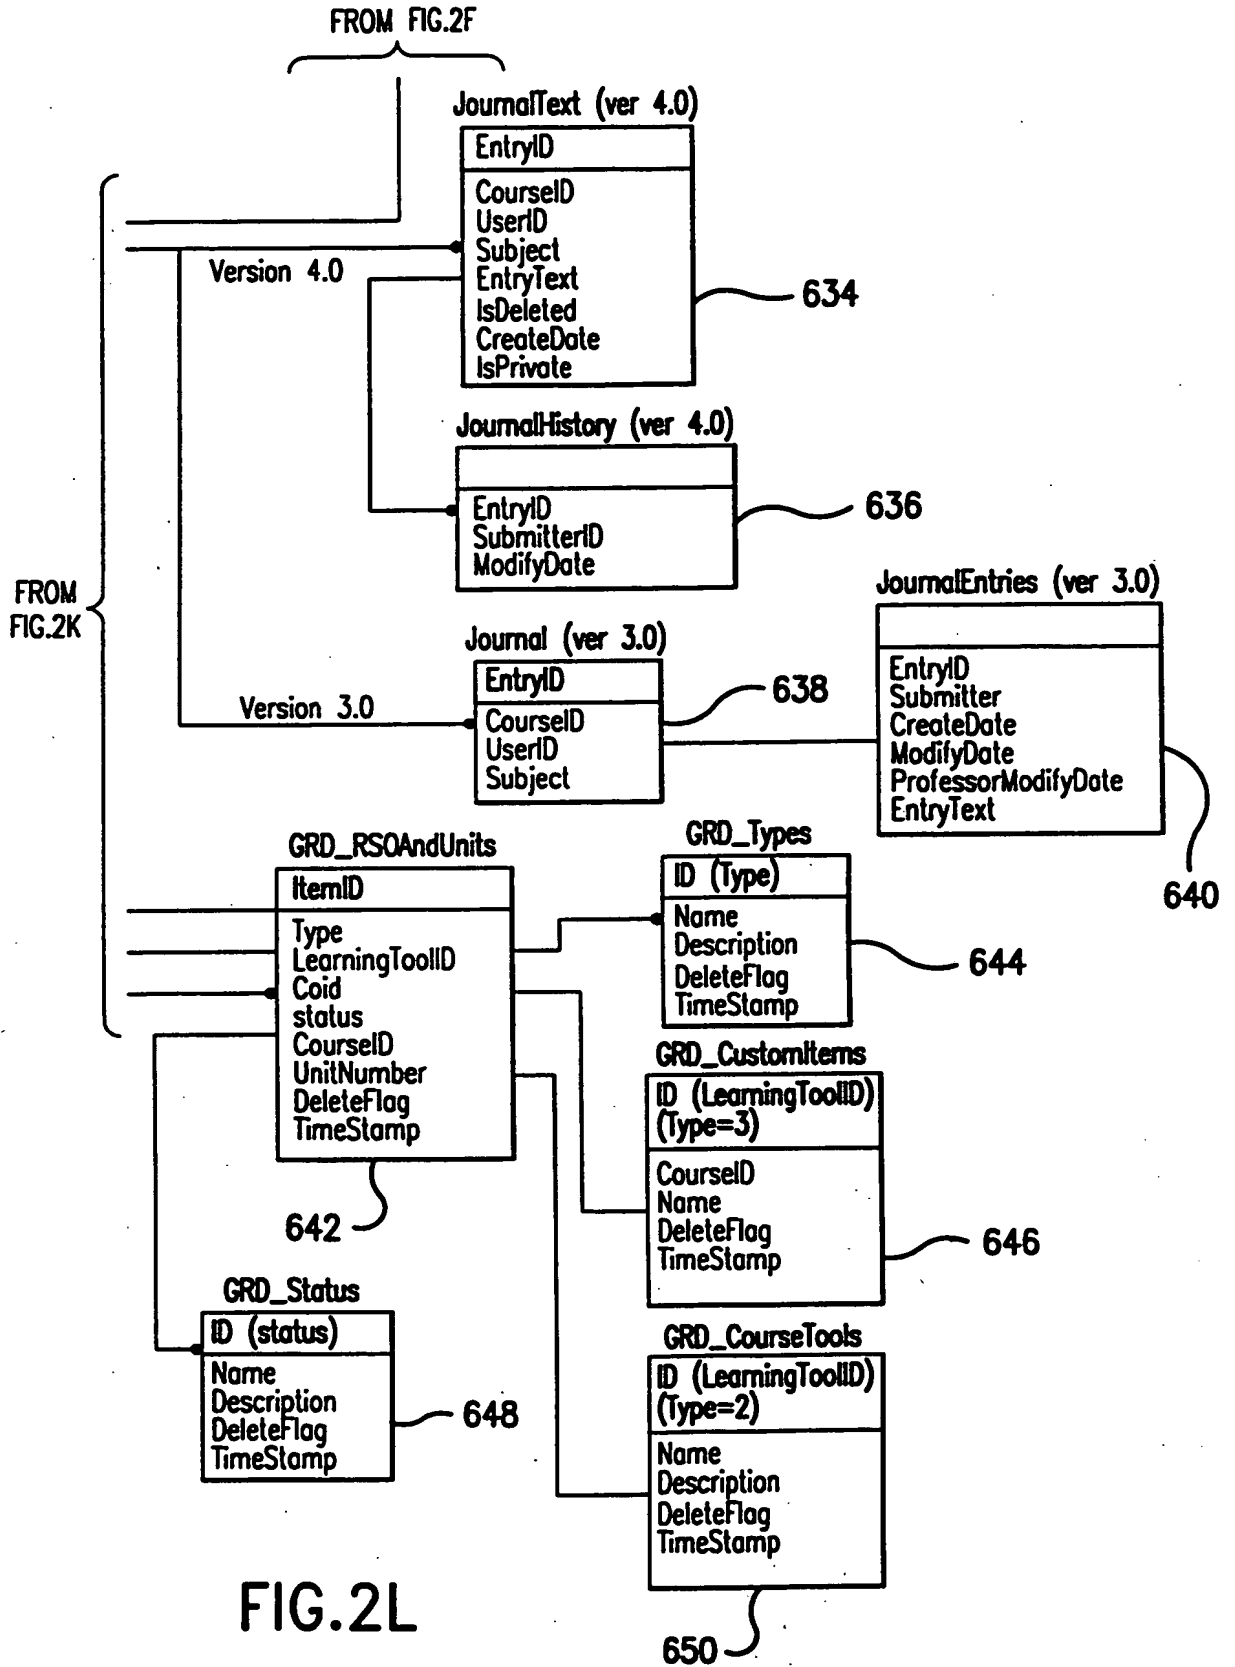 FROM FIG.2F
JournalText (ver 4.0)
EntryID
CourseID
UserID
Subject
EntryText
IsDeleted
CreateDate
IsPrivate
Version 4.0
634
JournalHistory (ver 4.0)
EntryID
SubmitterID
ModifyDate
636
FROM
FIG.2K
JournalEntries (ver 3.0)
EntryID
Submitter
CreateDate
ModifyDate
ProfessorModifyDate
EntryText
640
Journal (ver 3.0)
EntryID
CourseID
UserID
Subject
638
Version 3.0
GRD_RSOAndUnits
ItemID
Type
LearningToolID
Coid
status
CourseID
UnitNumber
DeleteFlag
TimeStamp
642
GRD_Types
ID (Type)
Name
Description
DeleteFlag
TimeStamp
644
GRD_CustomItems
ID (LearningToolID)
(Type=3)
CourseID
Name
DeleteFlag
TimeStamp
646
GRD_Status
ID (status)
Name
Description
DeleteFlag
TimeStamp
648
GRD_CourseTools
ID (LearningToolID)
(Type=2)
Name
Description
DeleteFlag
TimeStamp
650
FIG.2L